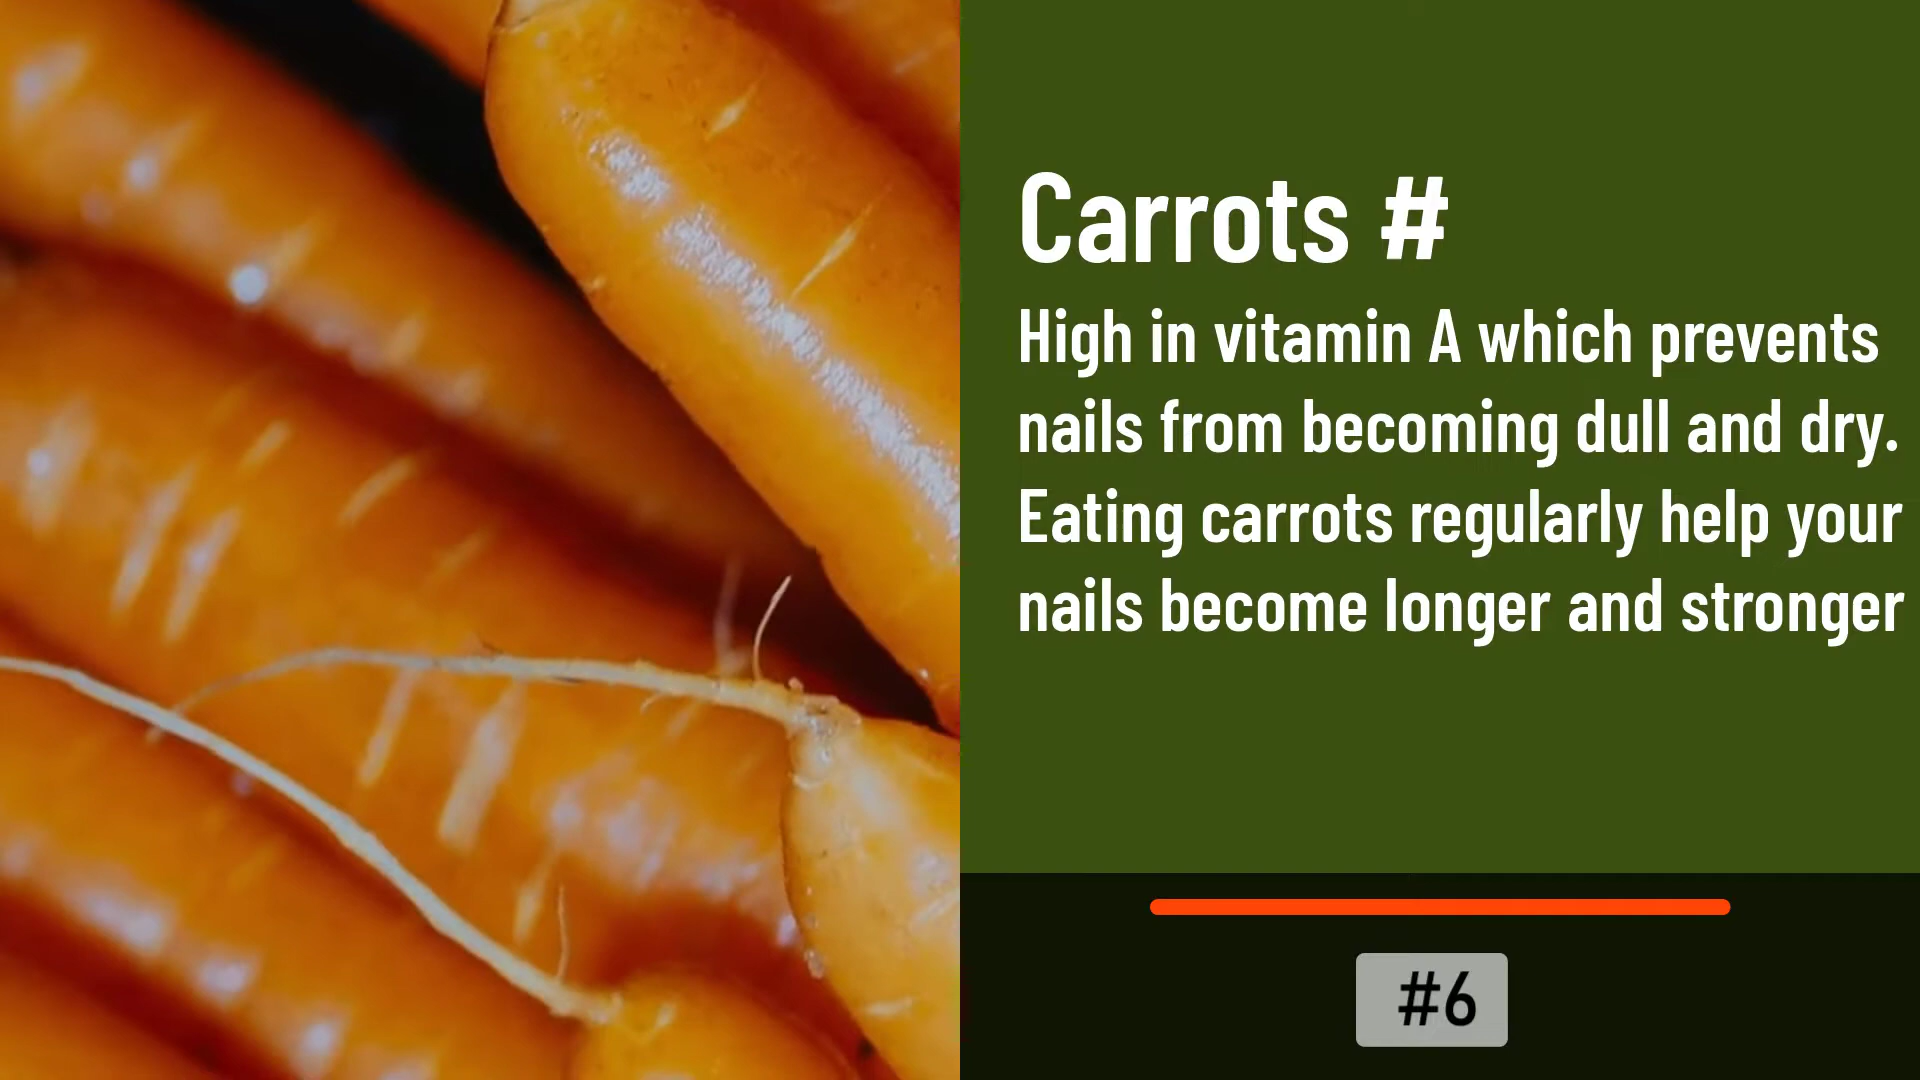 Carrots #
High in vitamin A which prevents
nails from becoming dull and dry.
Eating carrots regularly help your
nails become longer and stronger
#6